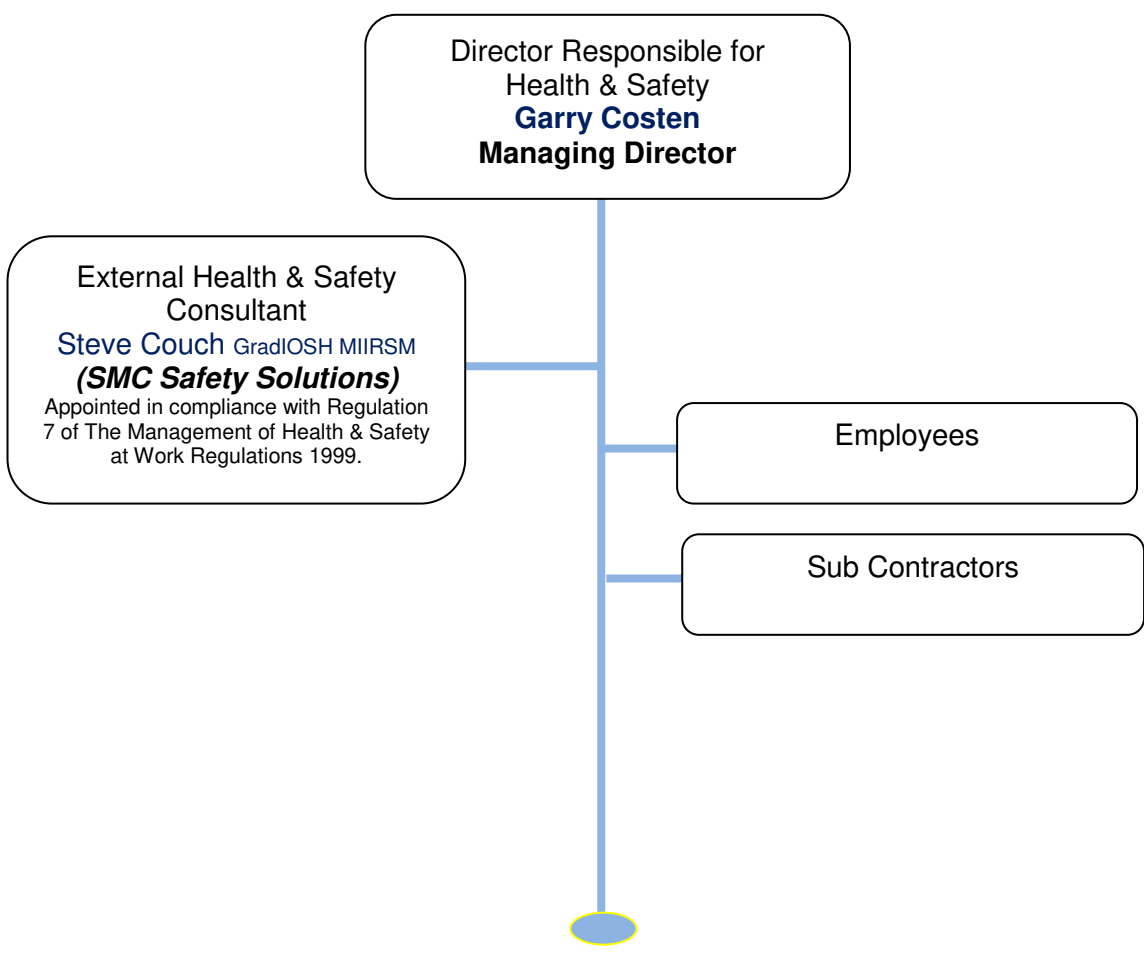 Director Responsible for
Health & Safety
Garry Costen
Managing Director
External Health & Safety
Consultant
Steve Couch GradIOSH MIIRSM
(SMC Safety Solutions)
Appointed in compliance with Regulation
7 of The Management of Health & Safety
at Work Regulations 1999.
Employees
Sub Contractors